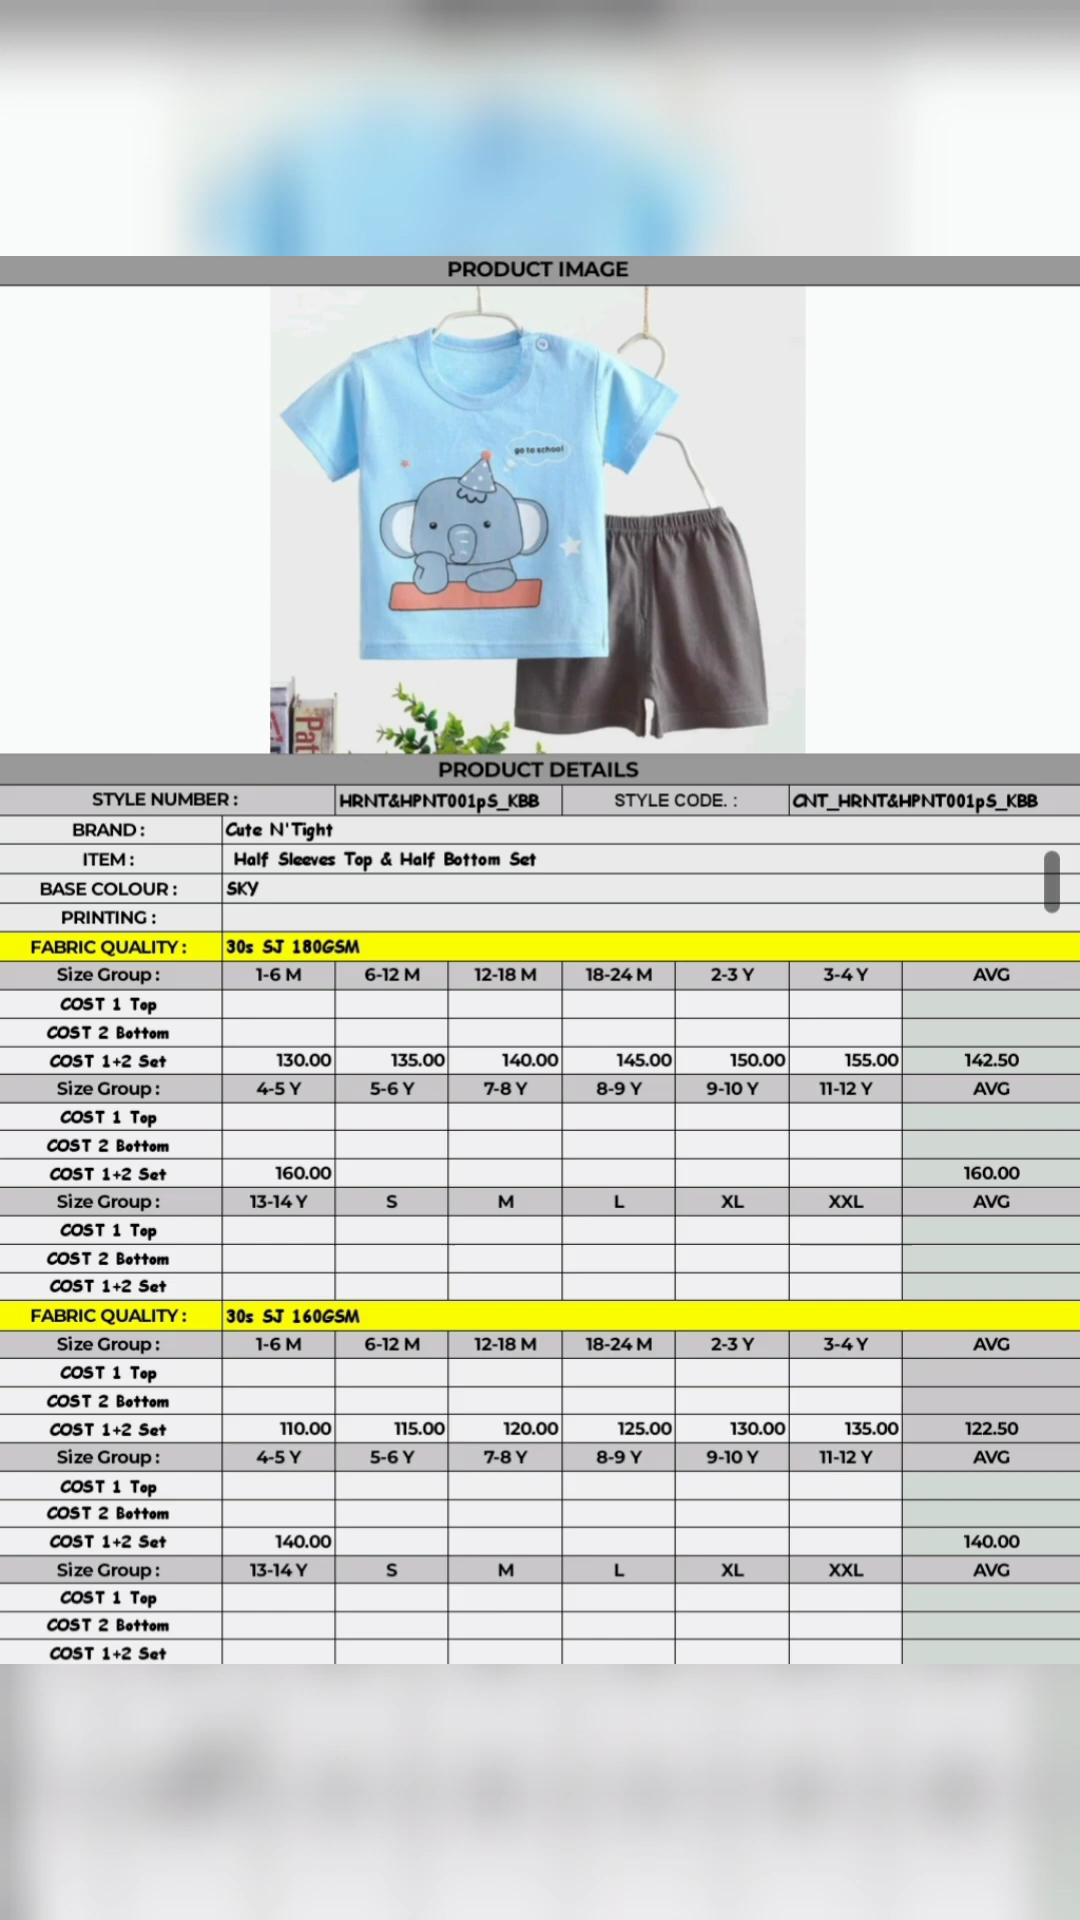 PRODUCT IMAGE
go to school
Pat
PRODUCT DETAILS
STYLE NUMBER : HRNT&HPNT001pS_KBB STYLE CODE. : CNT_HRNT&HPNT001pS_KBB
BRAND : Cute N'Tight
ITEM : Half Sleeves Top & Half Bottom Set
BASE COLOUR : SKY
PRINTING :
FABRIC QUALITY : 30s SJ 180GSM
Size Group : 1-6 M 6-12 M 12-18 M 18-24 M 2-3 Y 3-4 Y AVG
COST 1 Top
COST 2 Bottom
COST 1+2 Set 130.00 135.00 140.00 145.00 150.00 155.00 142.50
Size Group : 4-5 Y 5-6 Y 7-8 Y 8-9 Y 9-10 Y 11-12 Y AVG
COST 1 Top
COST 2 Bottom
COST 1+2 Set 160.00 160.00
Size Group : 13-14 Y S M L XL XXL AVG
COST 1 Top
COST 2 Bottom
COST 1+2 Set
FABRIC QUALITY : 30s SJ 160GSM
Size Group : 1-6 M 6-12 M 12-18 M 18-24 M 2-3 Y 3-4 Y AVG
COST 1 Top
COST 2 Bottom
COST 1+2 Set 110.00 115.00 120.00 125.00 130.00 135.00 122.50
Size Group : 4-5 Y 5-6 Y 7-8 Y 8-9 Y 9-10 Y 11-12 Y AVG
COST 1 Top
COST 2 Bottom
COST 1+2 Set 140.00 140.00
Size Group : 13-14 Y S M L XL XXL AVG
COST 1 Top
COST 2 Bottom
COST 1+2 Set